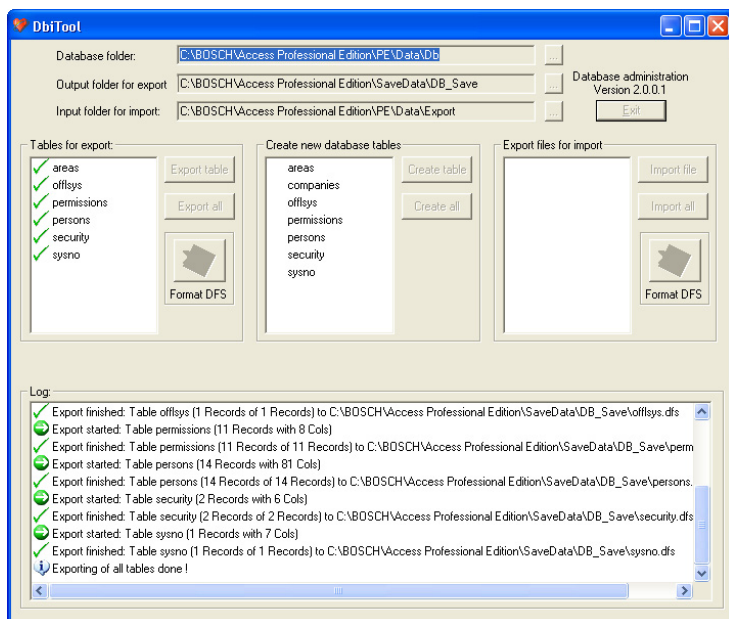 DbiTool
Database folder: C:\BOSCH\Access Professional Edition\PE\Data\Db ...
Output folder for export C:\BOSCH\Access Professional Edition\SaveData\DB_Save ...
Input folder for import: C:\BOSCH\Access Professional Edition\PE\Data\Export ...
Database administration
Version 2.0.0.1
Exit
Tables for export:
areas
offlsys
permissions
persons
security
sysno
Export table
Export all
Format DFS
Create new database tables
areas
companies
offlsys
permissions
persons
security
sysno
Create table
Create all
Export files for import
Import file
Import all
Format DFS
Log:
Export finished: Table offlsys (1 Records of 1 Records) to C:\BOSCH\Access Professional Edition\SaveData\DB_Save\offlsys.dfs
Export started: Table permissions (11 Records with 8 Cols)
Export finished: Table permissions (11 Records of 11 Records) to C:\BOSCH\Access Professional Edition\SaveData\DB_Save\perm
Export started: Table persons (14 Records with 81 Cols)
Export finished: Table persons (14 Records of 14 Records) to C:\BOSCH\Access Professional Edition\SaveData\DB_Save\persons.
Export started: Table security (2 Records with 6 Cols)
Export finished: Table security (2 Records of 2 Records) to C:\BOSCH\Access Professional Edition\SaveData\DB_Save\security.dfs
Export started: Table sysno (1 Records with 7 Cols)
Export finished: Table sysno (1 Records of 1 Records) to C:\BOSCH\Access Professional Edition\SaveData\DB_Save\sysno.dfs
Exporting of all tables done !